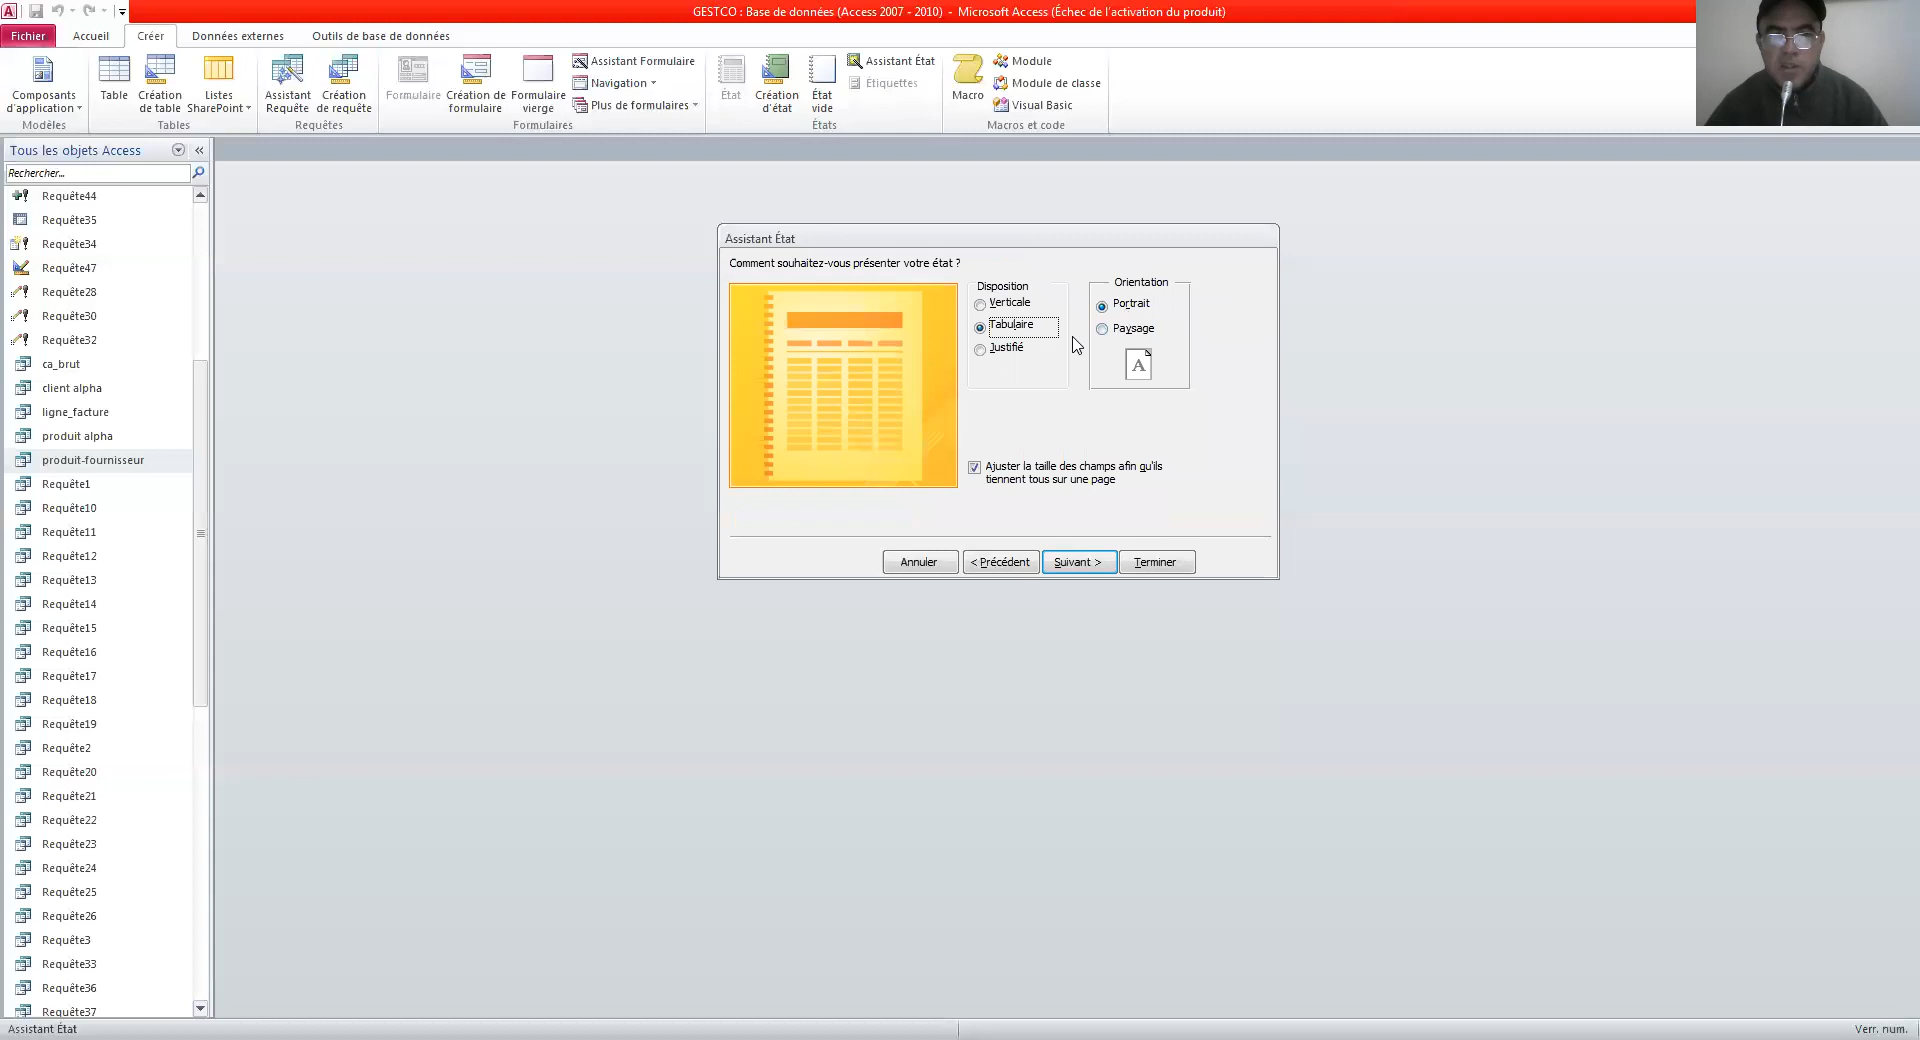 GESTCO : Base de données (Access 2007 - 2010) - Microsoft Access (Échec de l'activation du produit)
Fichier Accueil Créer Données externes Outils de base de données
Composants d'application
Modèles
Table
Création de table
Listes SharePoint
Tables
Assistant Requête
Création de requête
Requêtes
Formulaire
Création de formulaire
Formulaire vierge
Assistant Formulaire
Navigation
Plus de formulaires
Formulaires
État
Création d'état
État vide
Assistant État
Étiquettes
États
Macro
Module
Module de classe
Visual Basic
Macros et code
Tous les objets Access
Rechercher...
Requête44
Requête35
Requête34
Requête47
Requête28
Requête30
Requête32
ca_brut
client alpha
ligne_facture
produit alpha
produit-fournisseur
Requête1
Requête10
Requête11
Requête12
Requête13
Requête14
Requête15
Requête16
Requête17
Requête18
Requête19
Requête2
Requête20
Requête21
Requête22
Requête23
Requête24
Requête25
Requête26
Requête3
Requête33
Requête36
Requête37
Assistant État
Comment souhaitez-vous présenter votre état ?
Disposition
Verticale
Tabulaire
Justifié
Orientation
Portrait
Paysage
A
Ajuster la taille des champs afin qu'ils
tiennent tous sur une page
Annuler < Précédent Suivant > Terminer
Assistant État Verr. num.